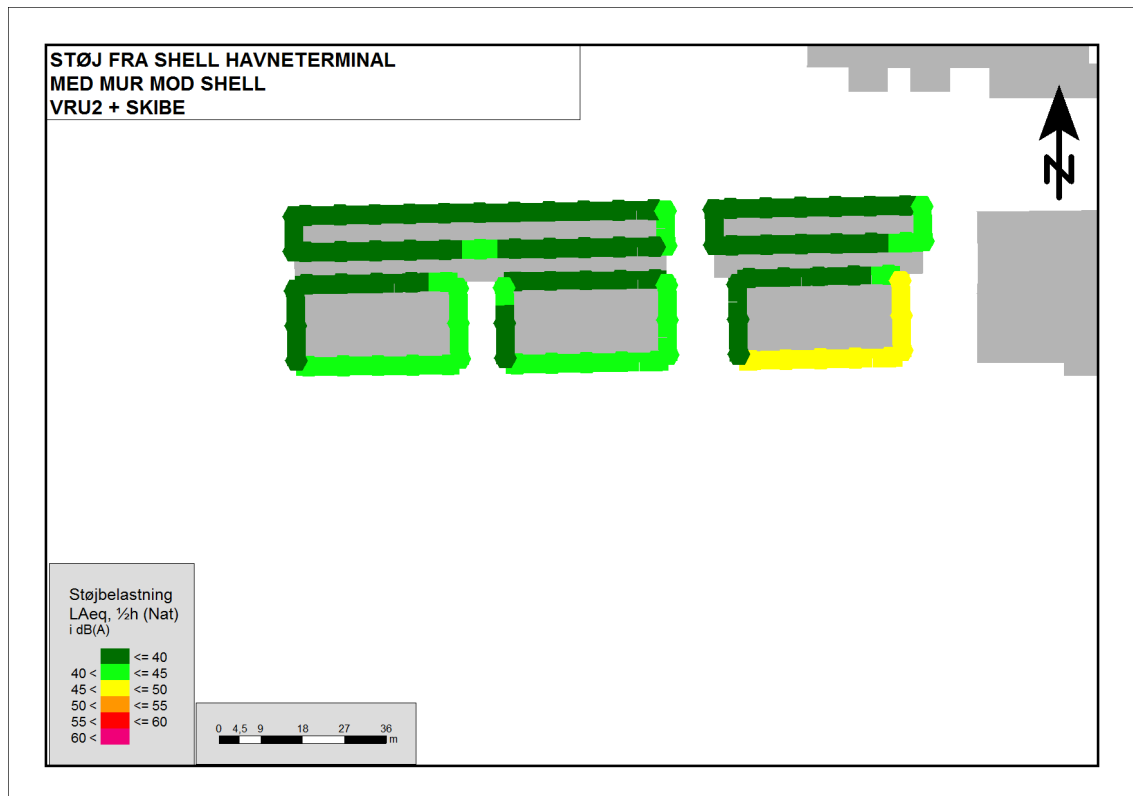 STØJ FRA SHELL HAVNETERMINAL
MED MUR MOD SHELL
VRU2 + SKIBE
N
Støjbelastning
LAeq, ½h (Nat)
i dB(A)
<= 40
40 < <= 45
45 < <= 50
50 < <= 55
55 < <= 60
60 <
0 4,5 9 18 27 36
m